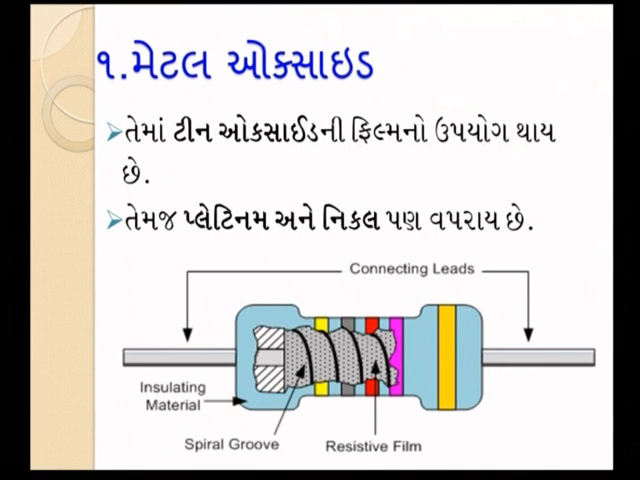 ૧.મેટલ ઓક્સાઇડ
તેમાં ટીન ઓકસાઈડની ફિલ્મનો ઉપયોગ થાય
છે.
તેમજ પ્લેટિનમ અને નિકલ પણ વપરાય છે.
Connecting Leads
Insulating
Material
Spiral Groove
Resistive Film